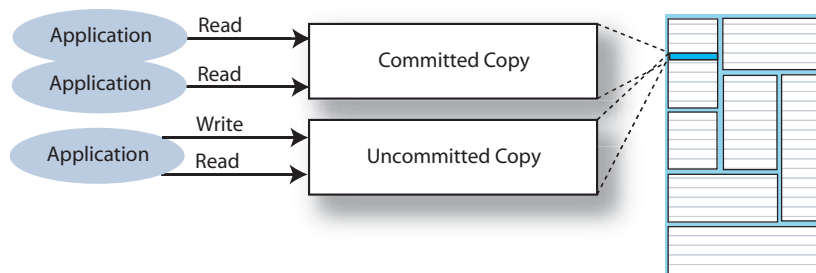 Application
Read
Committed Copy
Application
Read
Application
Write
Read
Uncommitted Copy